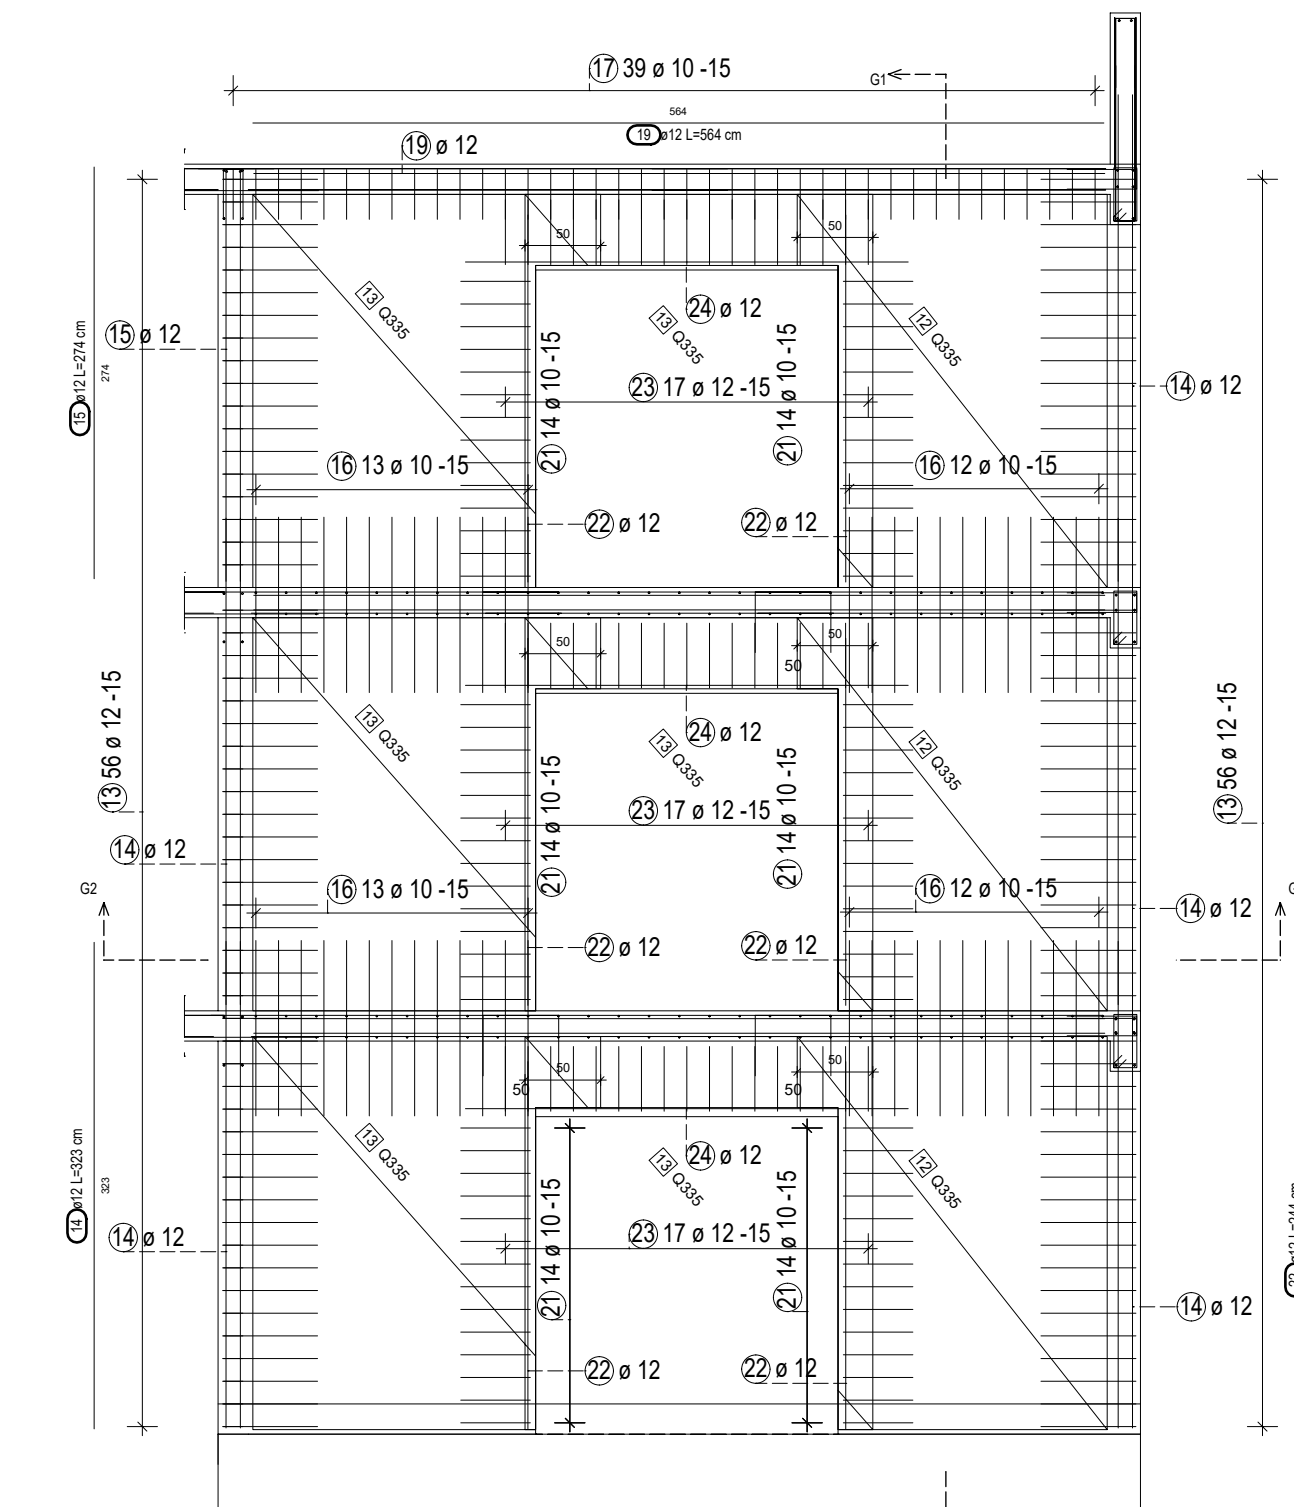 17 39 ø 10 -15
G1
564
19 ø12 L=564 cm
19 ø 12
50
50
13 Q335
24 ø 12
13 Q335
12 Q335
15 ø 12
15 ø12 L=274 cm
274
21 14 ø 10 -15
21 14 ø 10 -15
23 17 ø 12 -15
14 ø 12
16 13 ø 10 -15
16 12 ø 10 -15
22 ø 12
22 ø 12
50
50
50
13 Q335
24 ø 12
13 Q335
12 Q335
13 56 ø 12 -15
13 56 ø 12 -15
21 14 ø 10 -15
21 14 ø 10 -15
23 17 ø 12 -15
14 ø 12
16 13 ø 10 -15
16 12 ø 10 -15
G2
14 ø 12
22 ø 12
22 ø 12
50
50
50
50
13 Q335
24 ø 12
13 Q335
12 Q335
14 ø12 L=323 cm
323
21 14 ø 10 -15
21 14 ø 10 -15
14 ø 12
23 17 ø 12 -15
14 ø 12
22 ø 12
22 ø 12